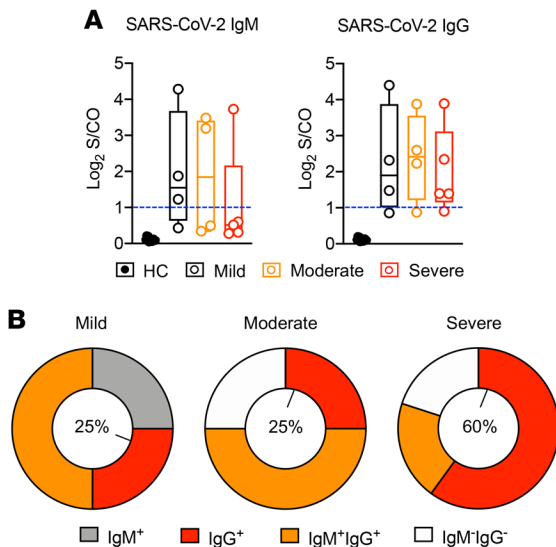 A
SARS-CoV-2 IgM
SARS-CoV-2 IgG
Log₂ S/CO
5
4
3
2
1
0
Log₂ S/CO
5
4
3
2
1
0
HC Mild Moderate Severe
B
Mild Moderate Severe
25% 25% 60%
IgM⁺ IgG⁺ IgM⁺IgG⁺ IgM⁻IgG⁻